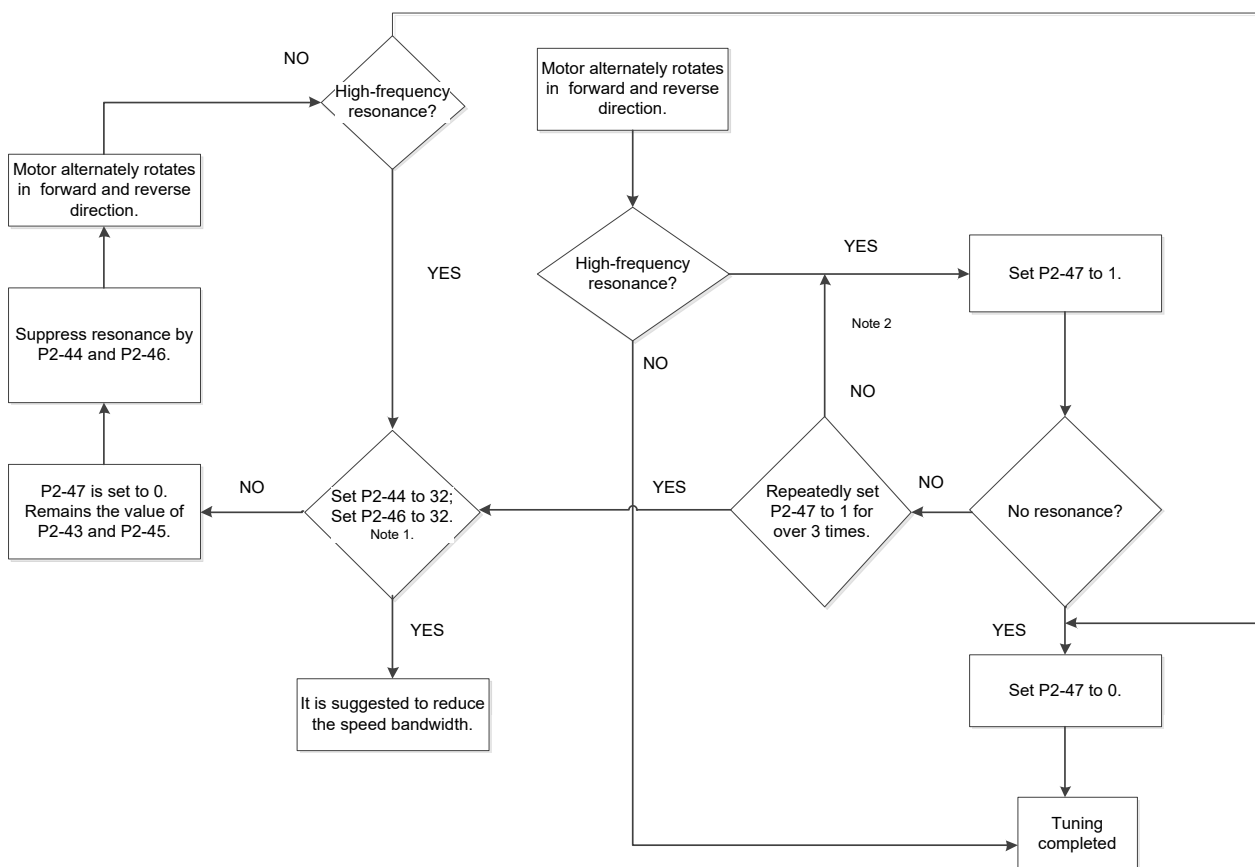 NO
High-frequency
resonance?
Motor alternately rotates
in forward and reverse
direction.
Motor alternately rotates
in forward and reverse
direction.
YES
High-frequency
resonance?
YES
Set P2-47 to 1.
Suppress resonance by
P2-44 and P2-46.
Note 2
NO
NO
P2-47 is set to 0.
Remains the value of
P2-43 and P2-45.
NO
Set P2-44 to 32;
Set P2-46 to 32.
Note 1.
YES
Repeatedly set
P2-47 to 1 for
over 3 times.
NO
No resonance?
YES
YES
It is suggested to reduce
the speed bandwidth.
Set P2-47 to 0.
Tuning
completed